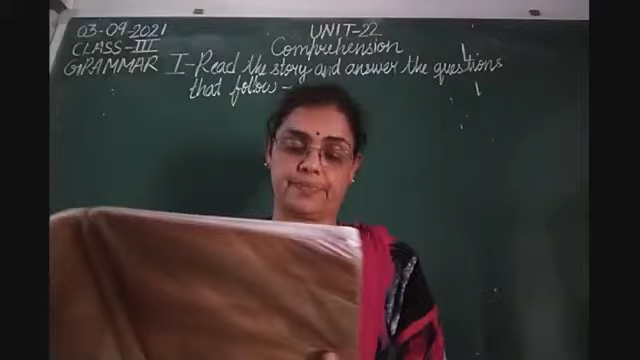 03-09-2021
UNIT-22
CLASS-III
Comprehension
GRAMMAR
I-Read the story and answer the questions
that follow-